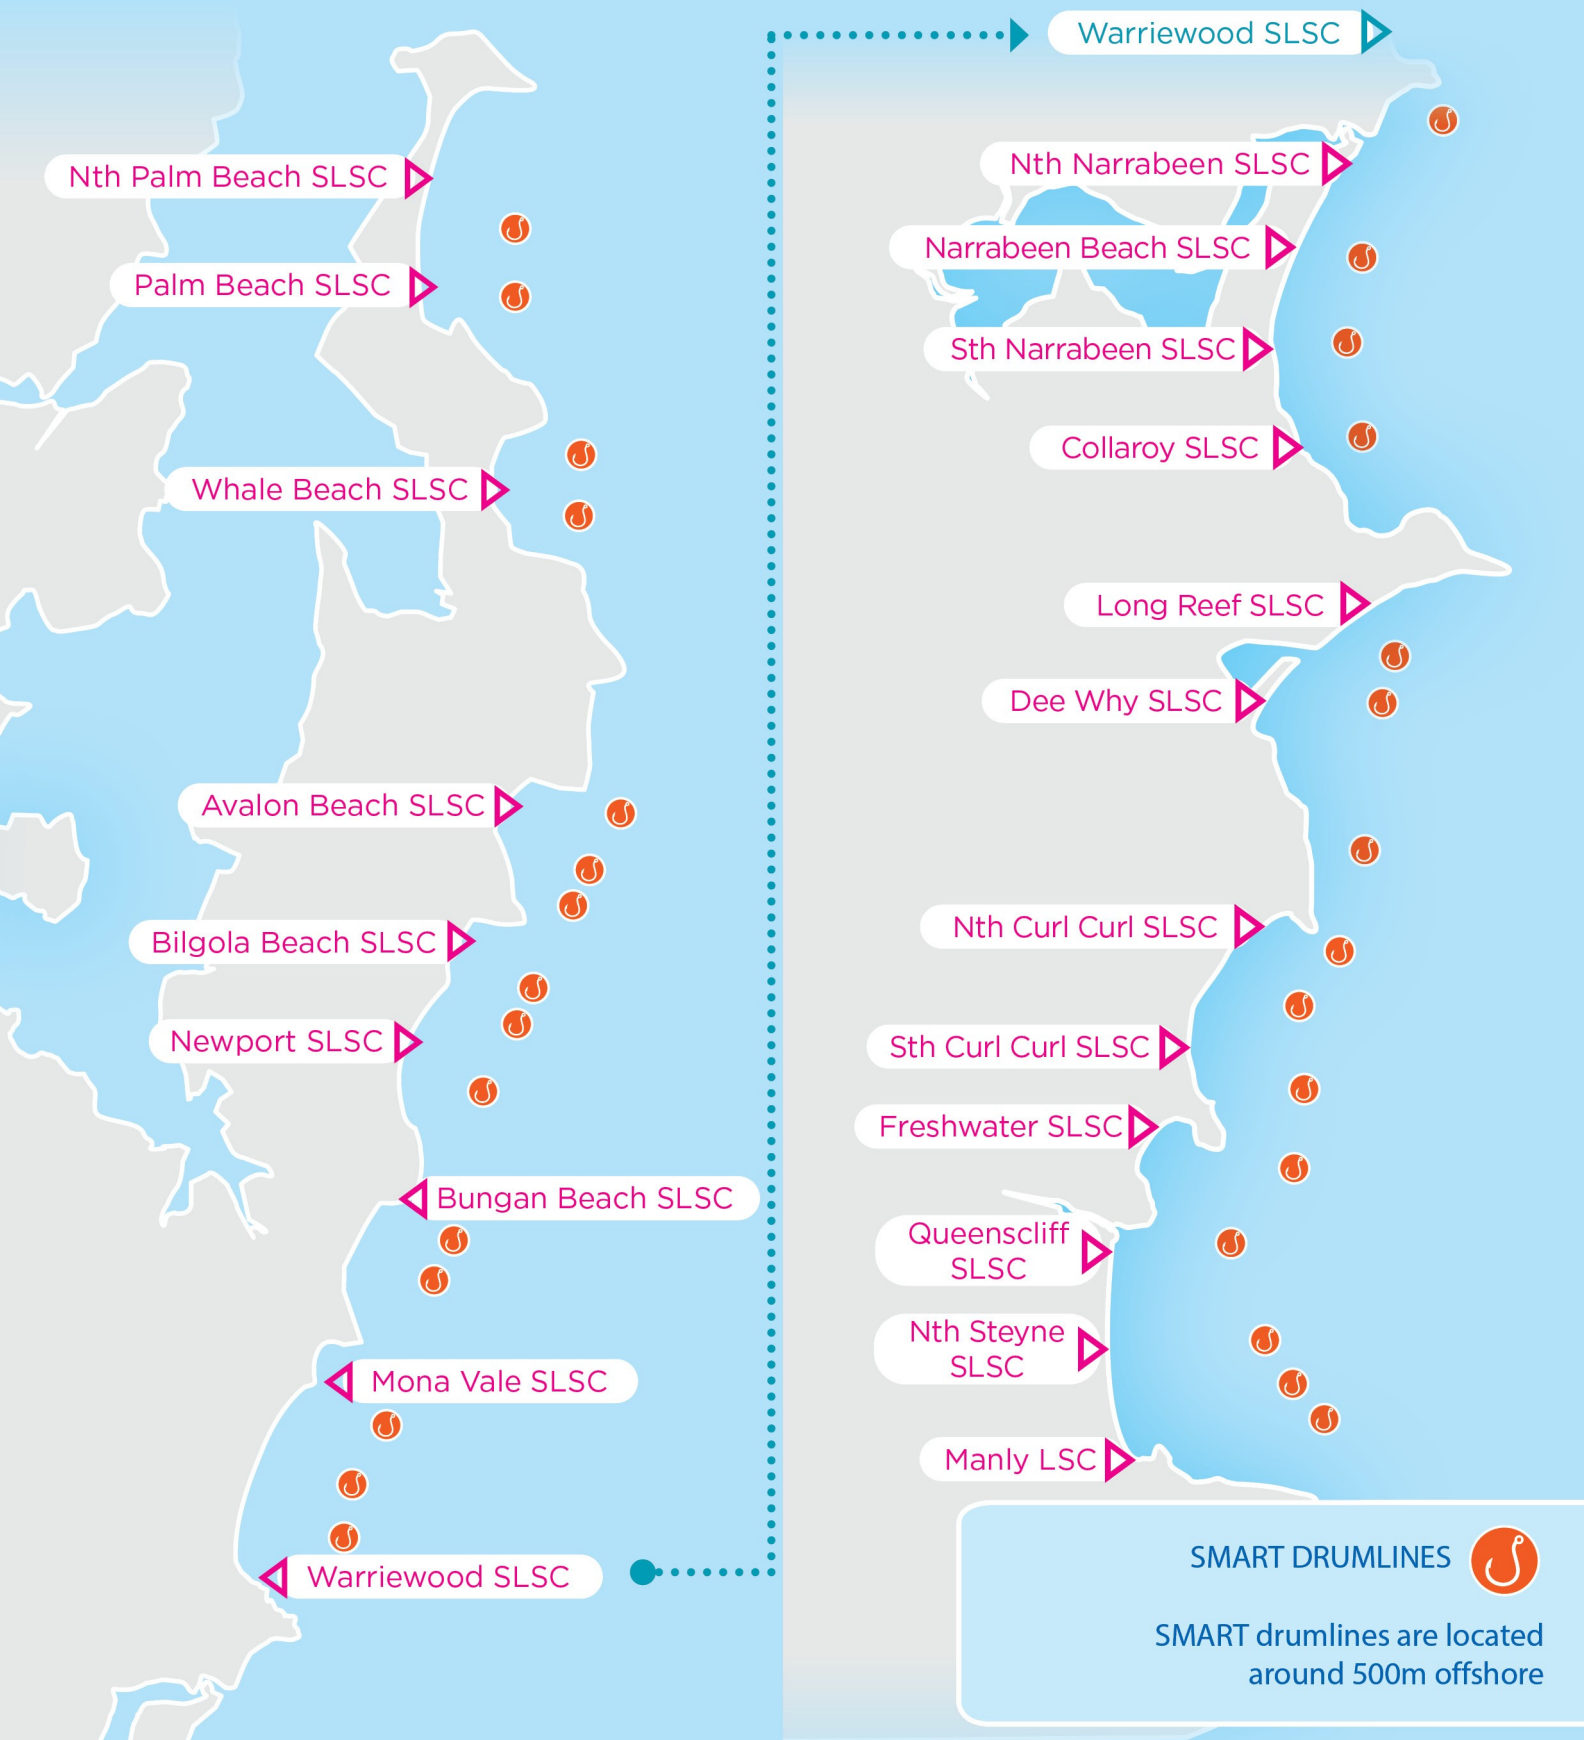 Nth Palm Beach SLSC
Palm Beach SLSC
Whale Beach SLSC
Avalon Beach SLSC
Bilgola Beach SLSC
Newport SLSC
Bungan Beach SLSC
Mona Vale SLSC
Warriewood SLSC
Warriewood SLSC
Nth Narrabeen SLSC
Narrabeen Beach SLSC
Sth Narrabeen SLSC
Collaroy SLSC
Long Reef SLSC
Dee Why SLSC
Nth Curl Curl SLSC
Sth Curl Curl SLSC
Freshwater SLSC
Queenscliff
SLSC
Nth Steyne
SLSC
Manly LSC
SMART DRUMLINES
SMART drumlines are located
around 500m offshore